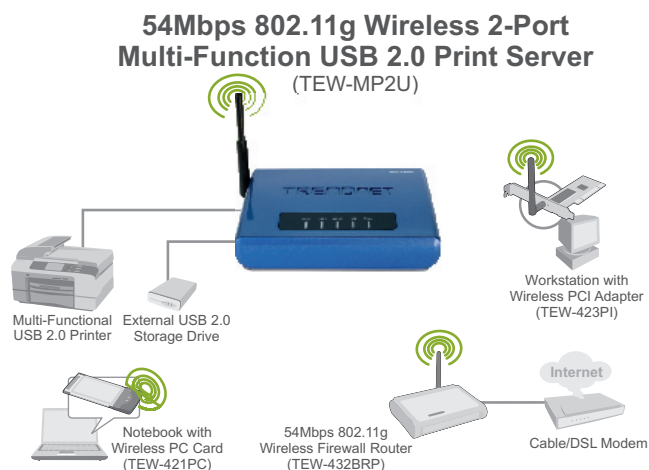 54Mbps 802.11g Wireless 2-Port
Multi-Function USB 2.0 Print Server
(TEW-MP2U)
TRENDNET
Multi-Functional
USB 2.0 Printer
External USB 2.0
Storage Drive
Workstation with
Wireless PCI Adapter
(TEW-423PI)
Internet
Notebook with
Wireless PC Card
(TEW-421PC)
54Mbps 802.11g
Wireless Firewall Router
(TEW-432BRP)
Cable/DSL Modem